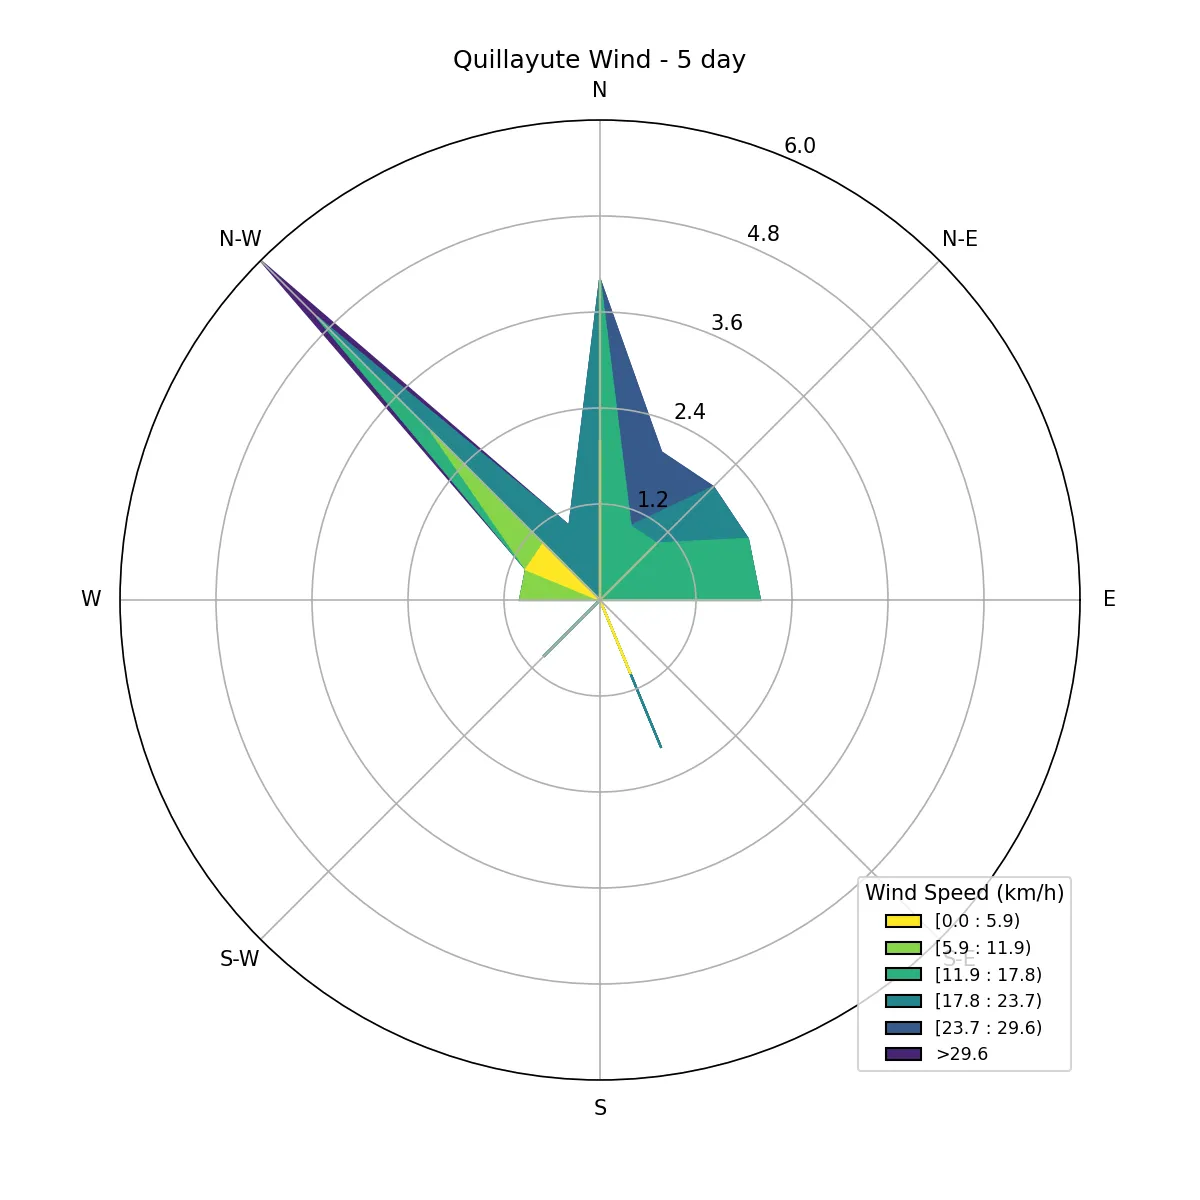 Quillayute Wind - 5 day
N
6.0
N-W
4.8
N-E
3.6
2.4
1.2
W
E
S-W
S-E
S
Wind Speed (km/h)
[0.0 : 5.9)
[5.9 : 11.9)
[11.9 : 17.8)
[17.8 : 23.7)
[23.7 : 29.6)
>29.6